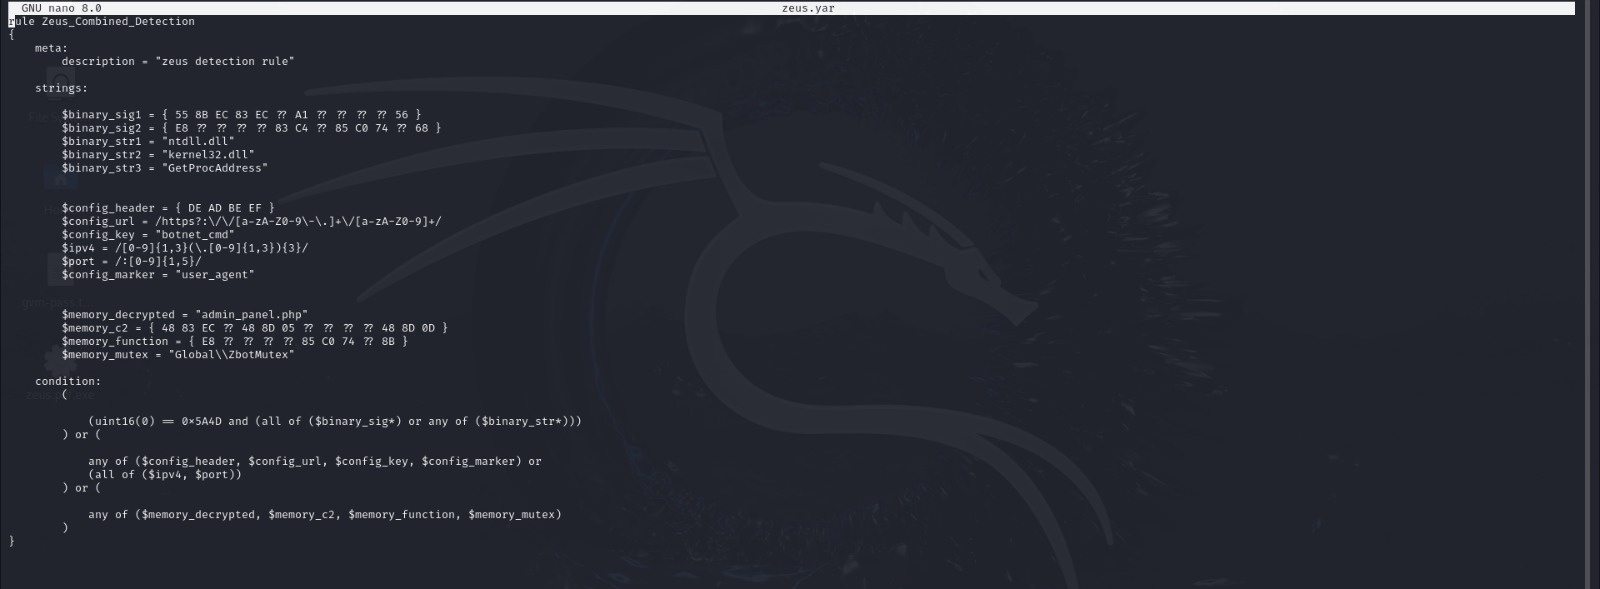 GNU nano 8.0 zeus.yar
rule Zeus_Combined_Detection
{
    meta:
        description = "zeus detection rule"
    strings:
        $binary_sig1 = { 55 8B EC 83 EC ?? A1 ?? ?? ?? ?? 56 }
        $binary_sig2 = { E8 ?? ?? ?? ?? 83 C4 ?? 85 C0 74 ?? 68 }
        $binary_str1 = "ntdll.dll"
        $binary_str2 = "kernel32.dll"
        $binary_str3 = "GetProcAddress"
        $config_header = { DE AD BE EF }
        $config_url = /https?:\/\/[a-zA-Z0-9\-\.]+\/[a-zA-Z0-9]+/
        $config_key = "botnet_cmd"
        $ipv4 = /[0-9]{1,3}(\.[0-9]{1,3}){3}/
        $port = /:[0-9]{1,5}/
        $config_marker = "user_agent"
        $memory_decrypted = "admin_panel.php"
        $memory_c2 = { 48 83 EC ?? 48 8D 05 ?? ?? ?? ?? 48 8D 0D }
        $memory_function = { E8 ?? ?? ?? ?? 85 C0 74 ?? 8B }
        $memory_mutex = "Global\\ZbotMutex"
    condition:
        (
            (uint16(0) == 0x5A4D and (all of ($binary_sig*) or any of ($binary_str*)))
        ) or (
            any of ($config_header, $config_url, $config_key, $config_marker) or
            (all of ($ipv4, $port))
        ) or (
            any of ($memory_decrypted, $memory_c2, $memory_function, $memory_mutex)
        )
}